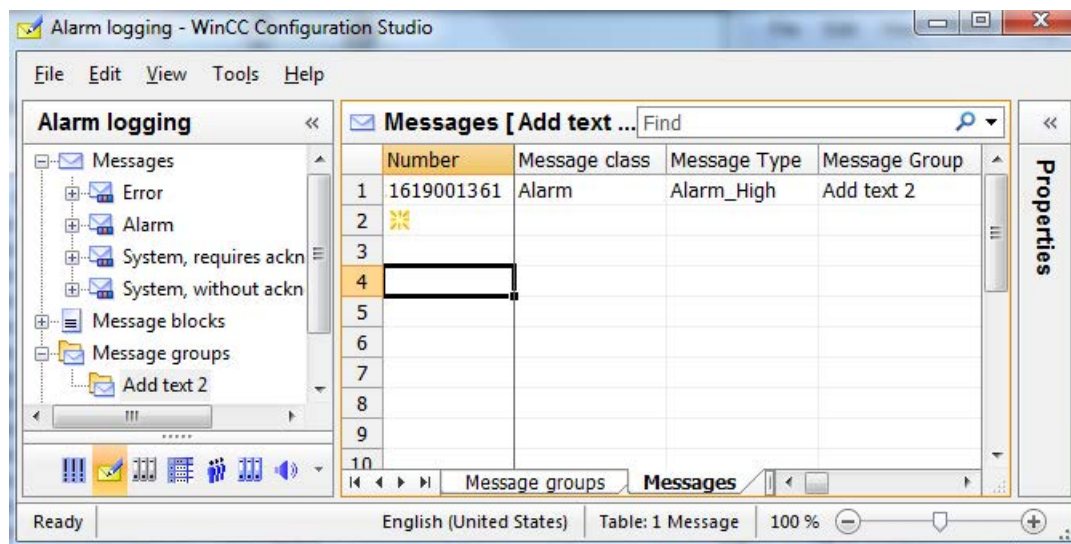 Alarm logging - WinCC Configuration Studio
File Edit View Tools Help
Alarm logging «
Messages
Error
Alarm
System, requires ackn
System, without ackn
Message blocks
Message groups
Add text 2
Messages [ Add text ... Find
Number Message class Message Type Message Group
1 1619001361 Alarm Alarm_High Add text 2
2
3
4
5
6
7
8
9
10
Message groups Messages
« Properties
Ready English (United States) Table: 1 Message 100 %